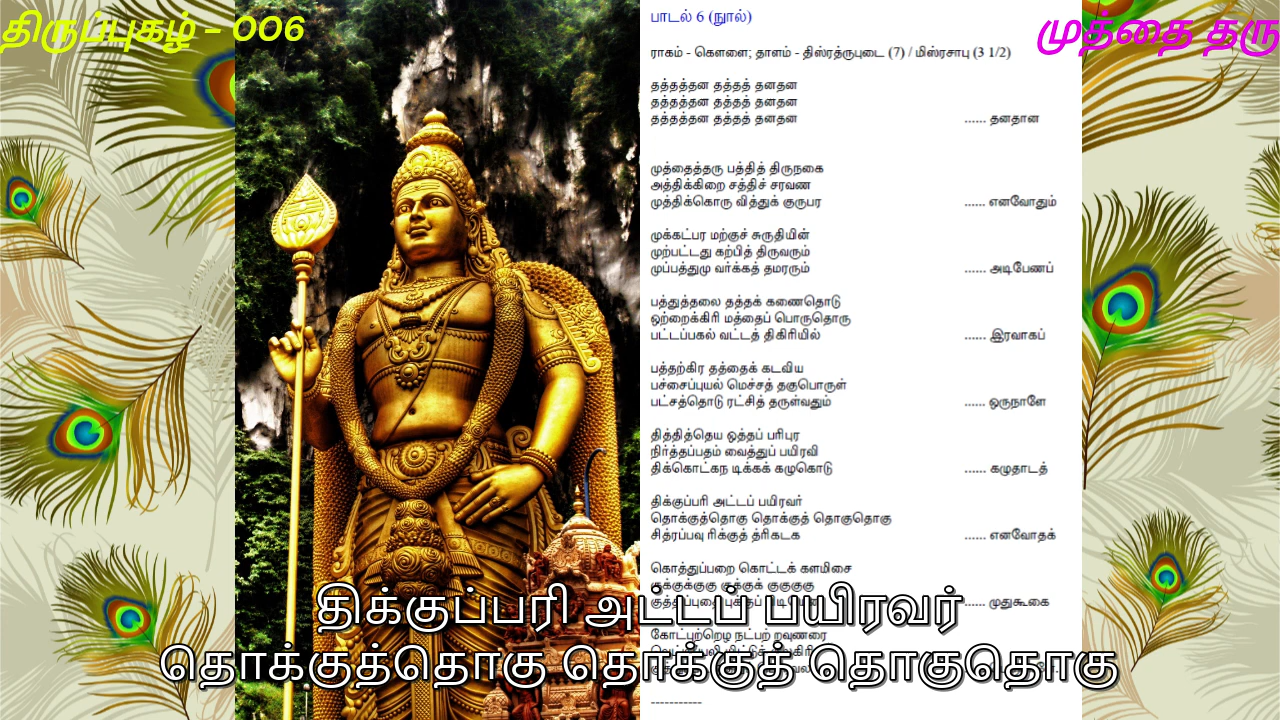 திருப்புகழ் - 006
முத்தை தரு
பாடல் 6 (நூல்)
ராகம் - கௌளை; தாளம் - திஸ்ரத்ருபுடை (7) / மிஸ்ரசாபு (3 1/2)
தத்தத்தன தத்தத் தனதன
தத்தத்தன தத்தத் தனதன
தத்தத்தன தத்தத் தனதன ...... தனதான
முத்தைத்தரு பத்தித் திருநகை
அத்திக்கிறை சத்திச் சரவண
முத்திக்கொரு வித்துக் குருபர ...... எனவோதும்
முக்கட்பர மற்குச் சுருதியின்
முற்பட்டது கற்பித் திருவரும்
முப்பத்துமு வர்க்கத் தமரரும் ...... அடிபேணப்
பத்துத்தலை தத்தக் கணைதொடு
ஒற்றைக்கிரி மத்தைப் பொருதொரு
பட்டப்பகல் வட்டத் திகிரியில் ...... இரவாகப்
பத்தற்கிர தத்தைக் கடவிய
பச்சைப்புயல் மெச்சத் தகுபொருள்
பட்சத்தொடு ரட்சித் தருள்வதும் ...... ஒருநாளே
தித்தித்தெய ஒத்தப் பரிபுர
நிர்த்தப்பதம் வைத்துப் பயிரவி
திக்கொட்கந டிக்கக் கழுகொடு ...... கழுதாடத்
திக்குப்பரி அட்டப் பயிரவர்
தொக்குத்தொகு தொக்குத் தொகுதொகு
சித்ரப்பவு ரிக்குத் த்ரிகடக ...... எனவோதக்
கொத்துப்பறை கொட்டக் களமிசை
குக்குக்குகு குக்குக் குகுகுகு
...... முதுகூகை
கோட்புற்றெழ நட்பற் றவுணரை
-----------
திக்குப்பரி அட்டப் பயிரவர்
தொக்குத்தொகு தொக்குத் தொகுதொகு